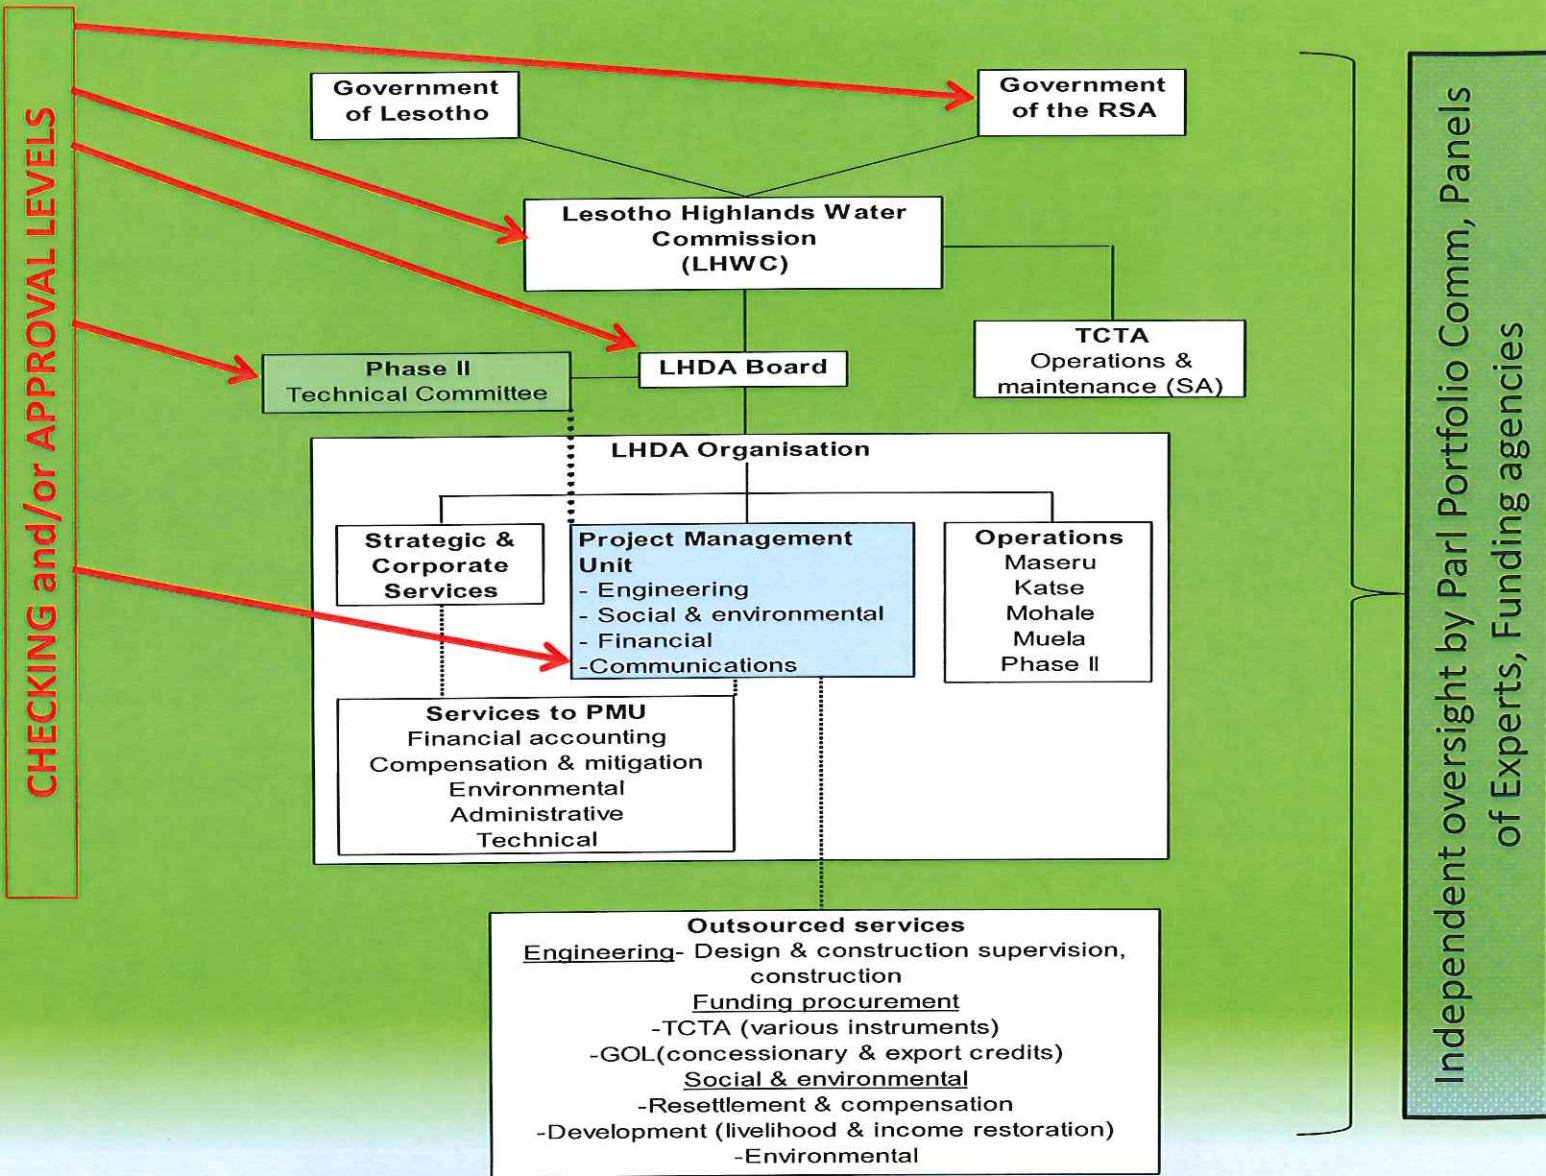 CHECKING and/or APPROVAL LEVELS
Government
of Lesotho
Government
of the RSA
Lesotho Highlands Water
Commission
(LHWC)
TCTA
Operations &
maintenance (SA)
Phase II
Technical Committee
LHDA Board
LHDA Organisation
Strategic &
Corporate
Services
Project Management
Unit
- Engineering
- Social & environmental
- Financial
-Communications
Operations
Maseru
Katse
Mohale
Muela
Phase II
Services to PMU
Financial accounting
Compensation & mitigation
Environmental
Administrative
Technical
Outsourced services
Engineering- Design & construction supervision,
construction
Funding procurement
-TCTA (various instruments)
-GOL(concessionary & export credits)
Social & environmental
-Resettlement & compensation
-Development (livelihood & income restoration)
-Environmental
Independent oversight by Parl Portfolio Comm, Panels
of Experts, Funding agencies